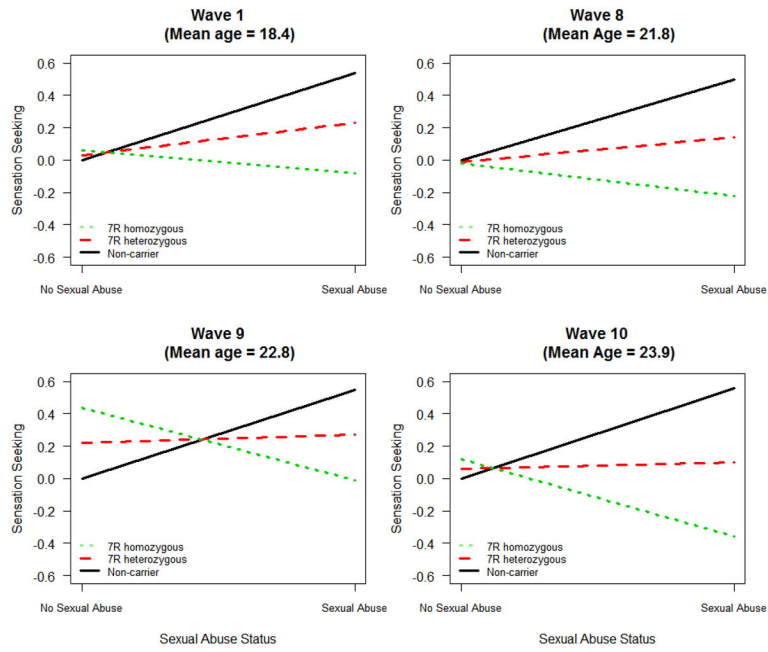 Wave 1
(Mean age = 18.4)
Sensation Seeking
0.6
0.4
0.2
0.0
-0.2
-0.4
-0.6
7R homozygous
7R heterozygous
Non-carrier
No Sexual Abuse
Sexual Abuse
Wave 8
(Mean Age = 21.8)
Sensation Seeking
0.6
0.4
0.2
0.0
-0.2
-0.4
-0.6
7R homozygous
7R heterozygous
Non-carrier
No Sexual Abuse
Sexual Abuse
Wave 9
(Mean age = 22.8)
Sensation Seeking
0.6
0.4
0.2
0.0
-0.2
-0.4
-0.6
7R homozygous
7R heterozygous
Non-carrier
No Sexual Abuse
Sexual Abuse
Sexual Abuse Status
Wave 10
(Mean Age = 23.9)
Sensation Seeking
0.6
0.4
0.2
0.0
-0.2
-0.4
-0.6
7R homozygous
7R heterozygous
Non-carrier
No Sexual Abuse
Sexual Abuse
Sexual Abuse Status